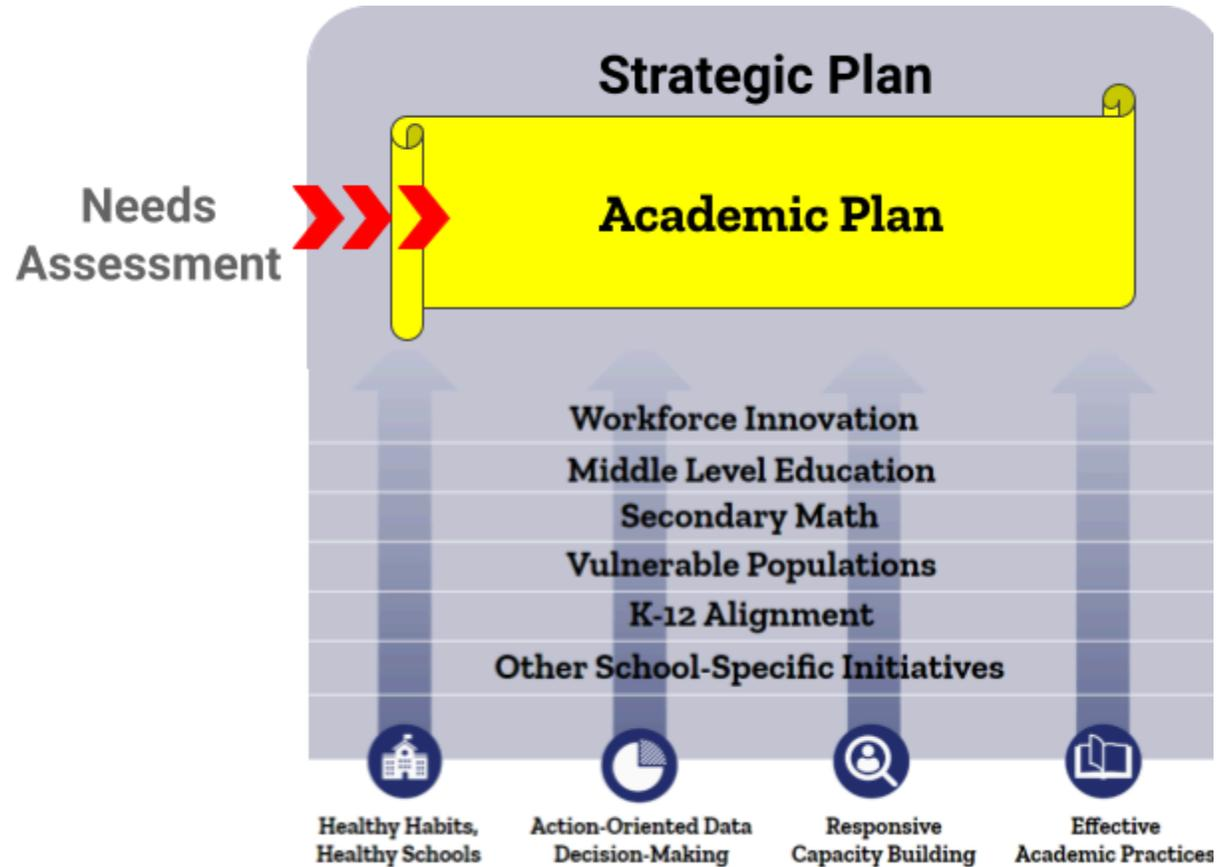 Strategic Plan
Needs
Assessment
Academic Plan
Workforce Innovation
Middle Level Education
Secondary Math
Vulnerable Populations
K-12 Alignment
Other School-Specific Initiatives
Healthy Habits,
Healthy Schools
Action-Oriented Data
Decision-Making
Responsive
Capacity Building
Effective
Academic Practices